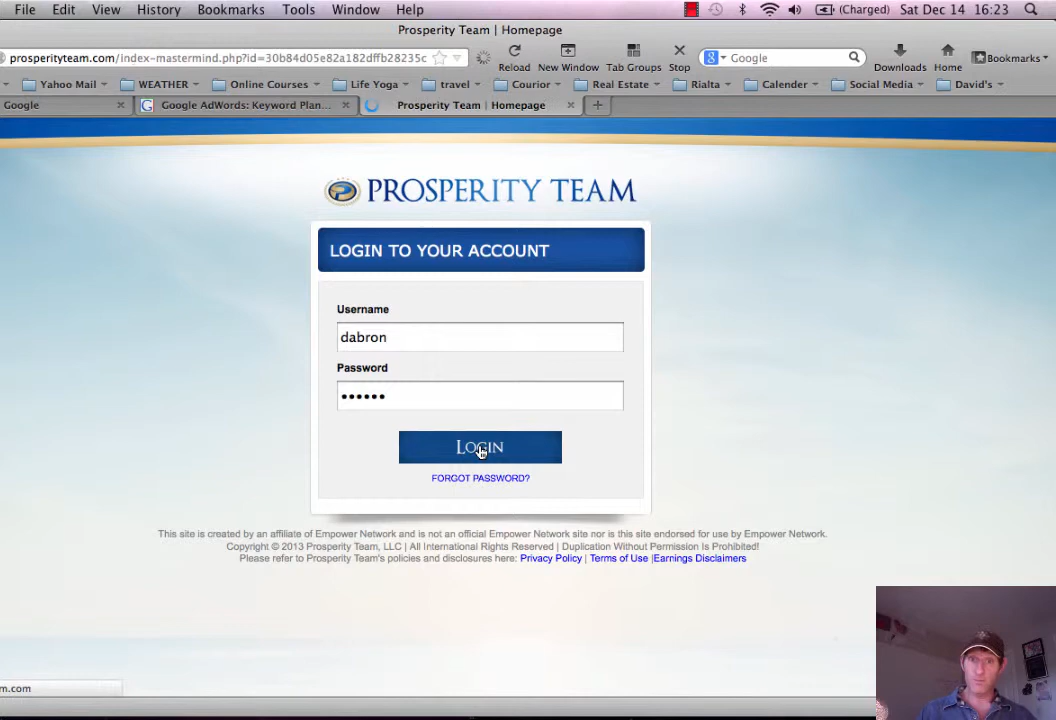 File Edit View History Bookmarks Tools Window Help (Charged) Sat Dec 14 16:23
Prosperity Team | Homepage
prosperityteam.com/index-mastermind.php?id=30b84d05e82a182dffb28235c Google Bookmarks
Reload New Window Tab Groups Stop Downloads Home
Yahoo Mail WEATHER Online Courses Life Yoga travel Courior Real Estate Rialta Calender Social Media David's
Google Google AdWords: Keyword Plan... Prosperity Team | Homepage
PROSPERITY TEAM
LOGIN TO YOUR ACCOUNT
Username
dabron
Password
••••••
LOGIN
FORGOT PASSWORD?
This site is created by an affiliate of Empower Network and is not an official Empower Network site nor is this site endorsed for use by Empower Network.
Copyright © 2013 Prosperity Team, LLC | All International Rights Reserved | Duplication Without Permission Is Prohibited!
Please refer to Prosperity Team's policies and disclosures here: Privacy Policy | Terms of Use |Earnings Disclaimers
m.com